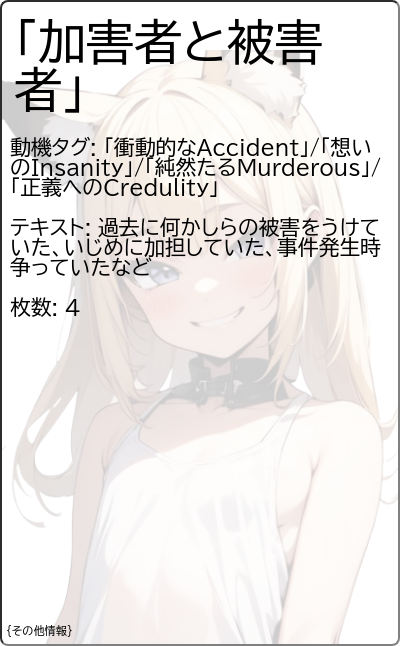 「加害者と被害
者」
動機タグ: 「衝動的なAccident」/「想い
のInsanity」/「純然たるMurderous」/
「正義へのCredulity」
テキスト: 過去に何かしらの被害をうけて
いた、いじめに加担していた、事件発生時
争っていたなど
枚数: 4
{その他情報}